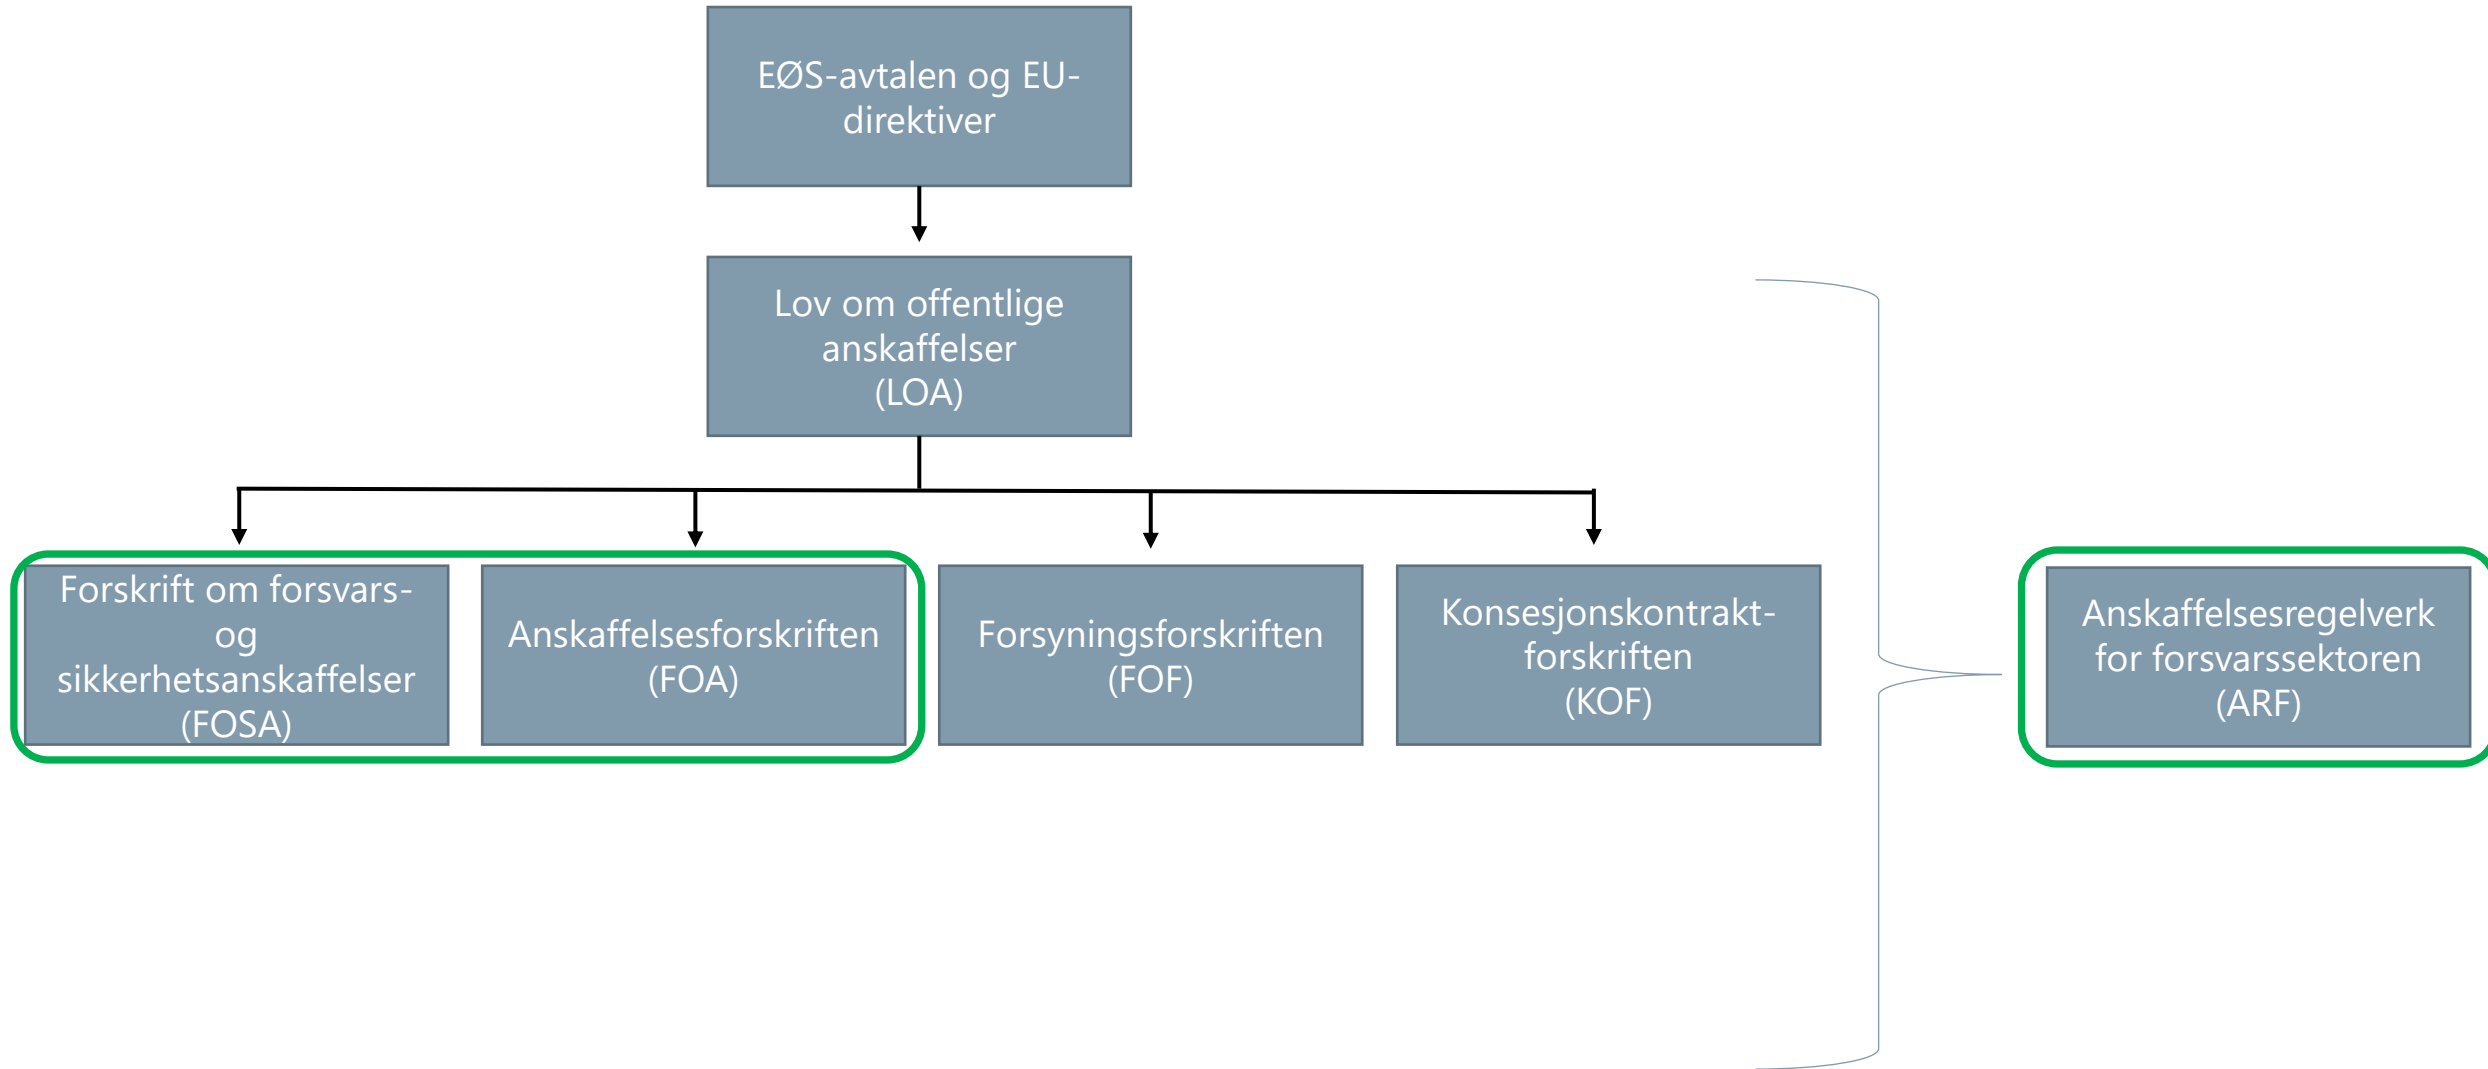 EØS-avtalen og EU-
direktiver
Lov om offentlige
anskaffelser
(LOA)
Forskrift om forsvars-
og
sikkerhetsanskaffelser
(FOSA)
Anskaffelsesforskriften
(FOA)
Forsyningsforskriften
(FOF)
Konsesjonskontrakt-
forskriften
(KOF)
Anskaffelsesregelverk
for forsvarssektoren
(ARF)